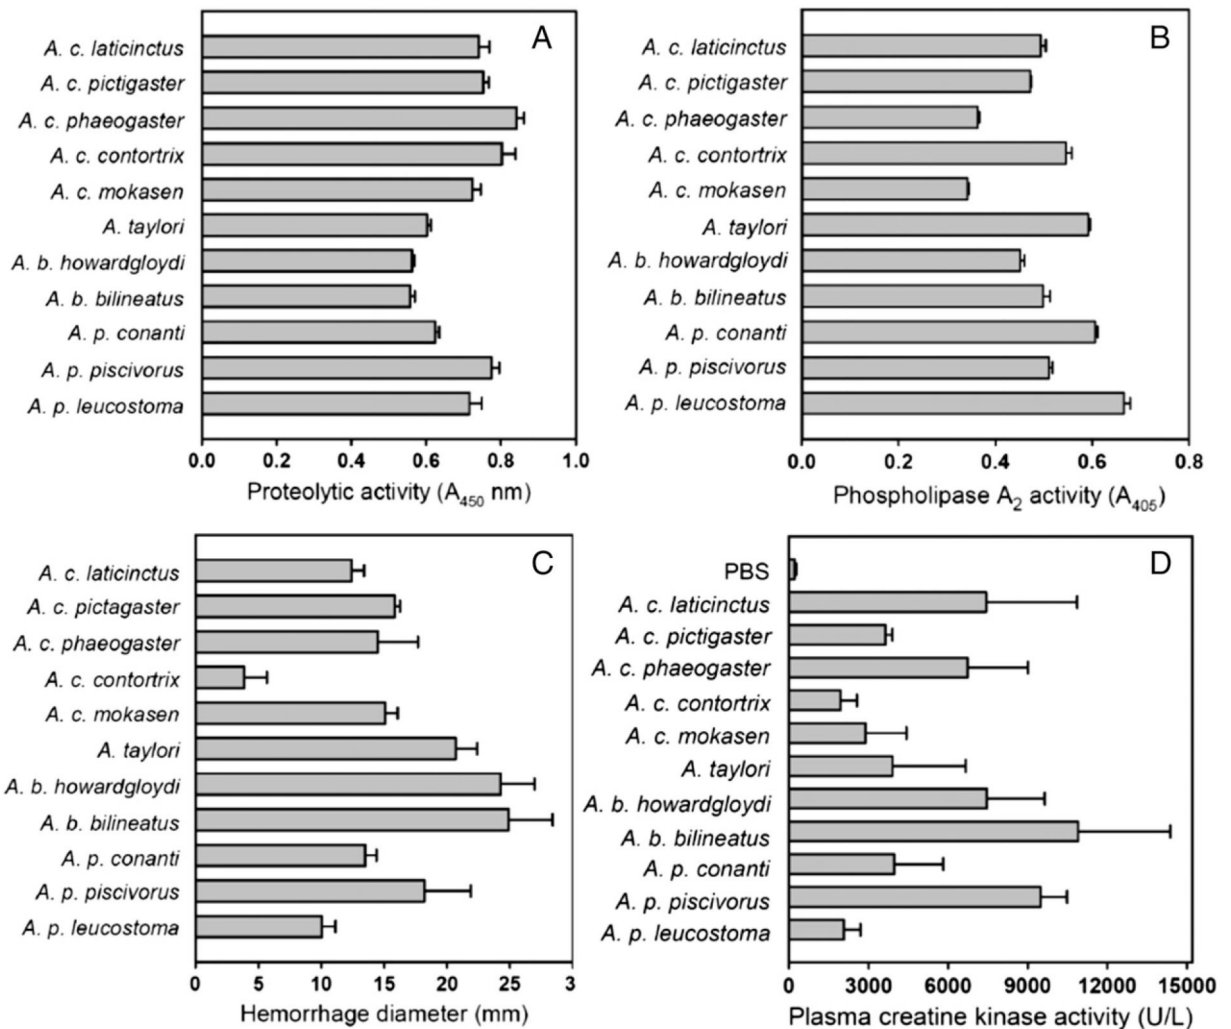 A
A. c. laticinctus
A. c. pictigaster
A. c. phaeogaster
A. c. contortrix
A. c. mokasen
A. taylori
A. b. howardgloydi
A. b. bilineatus
A. p. conanti
A. p. piscivorus
A. p. leucostoma
0.0 0.2 0.4 0.6 0.8 1.0
Proteolytic activity (A450 nm)
B
A. c. laticinctus
A. c. pictigaster
A. c. phaeogaster
A. c. contortrix
A. c. mokasen
A. taylori
A. b. howardgloydi
A. b. bilineatus
A. p. conanti
A. p. piscivorus
A. p. leucostoma
0.0 0.2 0.4 0.6 0.8
Phospholipase A2 activity (A405)
C
A. c. laticinctus
A. c. pictagaster
A. c. phaeogaster
A. c. contortrix
A. c. mokasen
A. taylori
A. b. howardgloydi
A. b. bilineatus
A. p. conanti
A. p. piscivorus
A. p. leucostoma
0 5 10 15 20 25 3
Hemorrhage diameter (mm)
D
PBS
A. c. laticinctus
A. c. pictigaster
A. c. phaeogaster
A. c. contortrix
A. c. mokasen
A. taylori
A. b. howardgloydi
A. b. bilineatus
A. p. conanti
A. p. piscivorus
A. p. leucostoma
0 3000 6000 9000 12000 15000
Plasma creatine kinase activity (U/L)